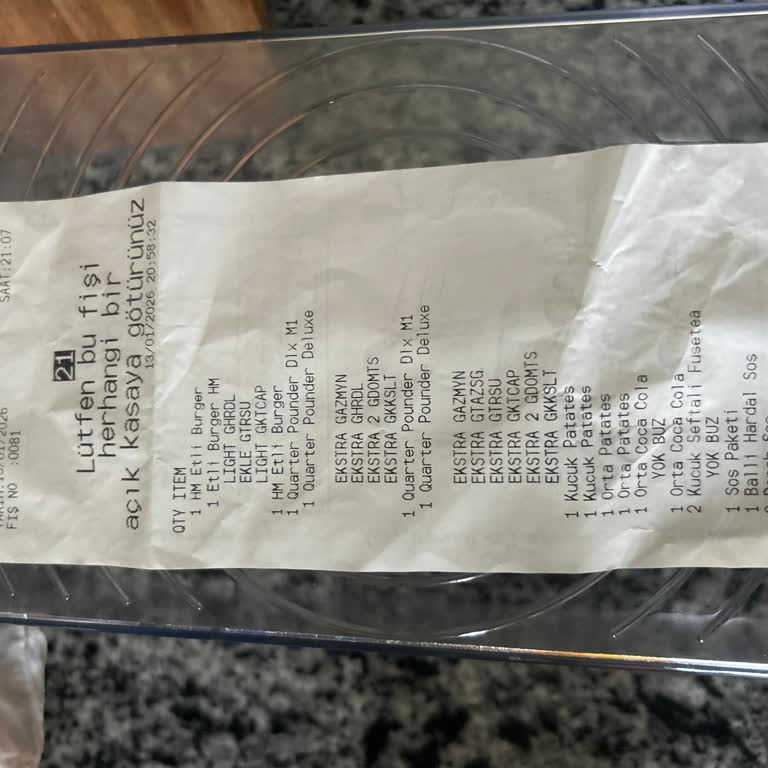 SAAT:21:07
FİŞ NO :0081
21
Lütfen bu fişi
herhangi bir
açık kasaya götürünüz
13/01/2026 20:58:32
QTY ITEM
1 HM Etli Burger
1 Etli Burger HM
LIGHT GHRDL
EKLE GTRSU
LIGHT GKTCAP
1 HM Etli Burger
1 Quarter Pounder Dlx M1
1 Quarter Pounder Deluxe
EKSTRA GAZMYN
EKSTRA GHRDL
EKSTRA 2 GDOMTS
EKSTRA GKKSLT
1 Quarter Pounder Dlx M1
1 Quarter Pounder Deluxe
EKSTRA GAZMYN
EKSTRA GTAZSG
EKSTRA GTRSU
EKSTRA GKTCAP
EKSTRA 2 GDOMTS
EKSTRA GKKSLT
1 Kucuk Patates
1 Kucuk Patates
1 Orta Patates
1 Orta Patates
1 Orta Coca Cola
YOK BUZ
1 Orta Coca Cola
2 Kucuk Seftali Fusetea
YOK BUZ
1 Sos Paketi
1 Balli Hardal Sos